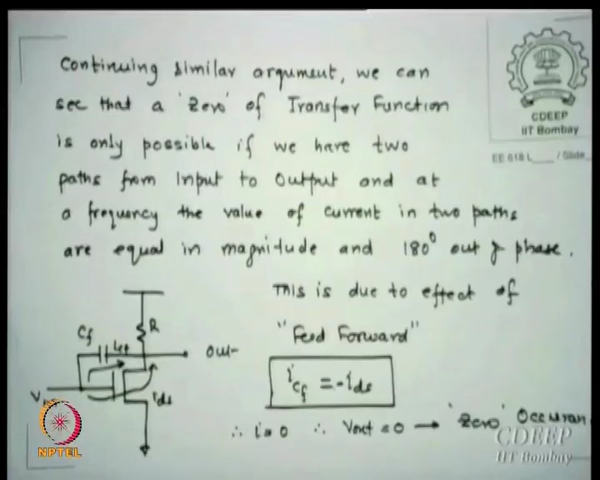 Continuing similar argument, we can
see that a 'Zero' of Transfer Function
is only possible if we have two
paths from Input to Output and at
a frequency the value of current in two paths
are equal in magnitude and 180° out of phase.
This is due to effect of
"Feed Forward"
i_Cf = -i_ds
∴ i = 0 ∴ Vout = 0 → 'Zero' Occuran
Cf
R
Out
i_ds
NPTEL
CDEEP
IIT Bombay
EE 618 L___ / Slide
CDEEP
IIT Bombay